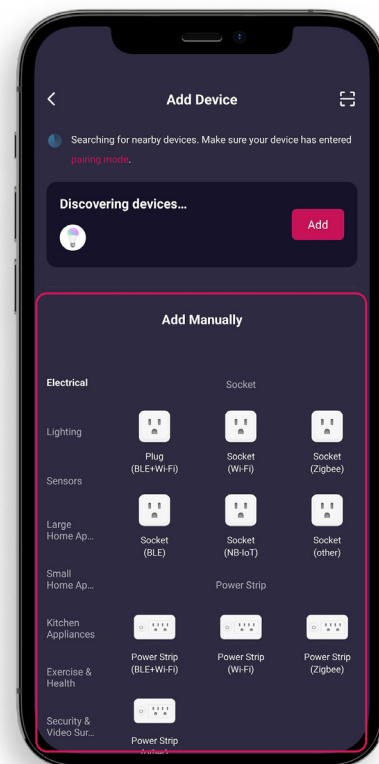 Add Device
Searching for nearby devices. Make sure your device has entered
pairing mode.
Discovering devices...
Add
Add Manually
Electrical
Socket
Lighting
Plug
(BLE+Wi-Fi)
Socket
(Wi-Fi)
Socket
(Zigbee)
Sensors
Large
Home Ap...
Socket
(BLE)
Socket
(NB-IoT)
Socket
(other)
Small
Home Ap...
Power Strip
Kitchen
Appliances
Power Strip
(BLE+Wi-Fi)
Power Strip
(Wi-Fi)
Power Strip
(Zigbee)
Exercise &
Health
Security &
Video Sur...
Power Strip